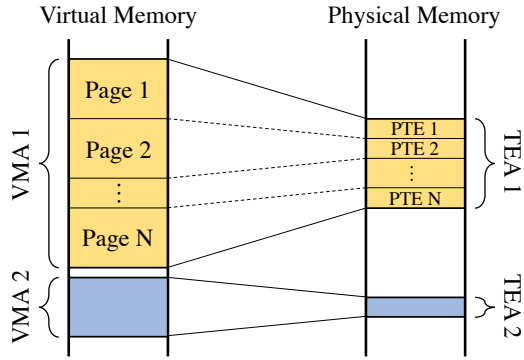 Virtual Memory
Physical Memory
VMA 1
Page 1
Page 2
⋮
Page N
PTE 1
PTE 2
⋮
PTE N
TEA 1
VMA 2
TEA 2